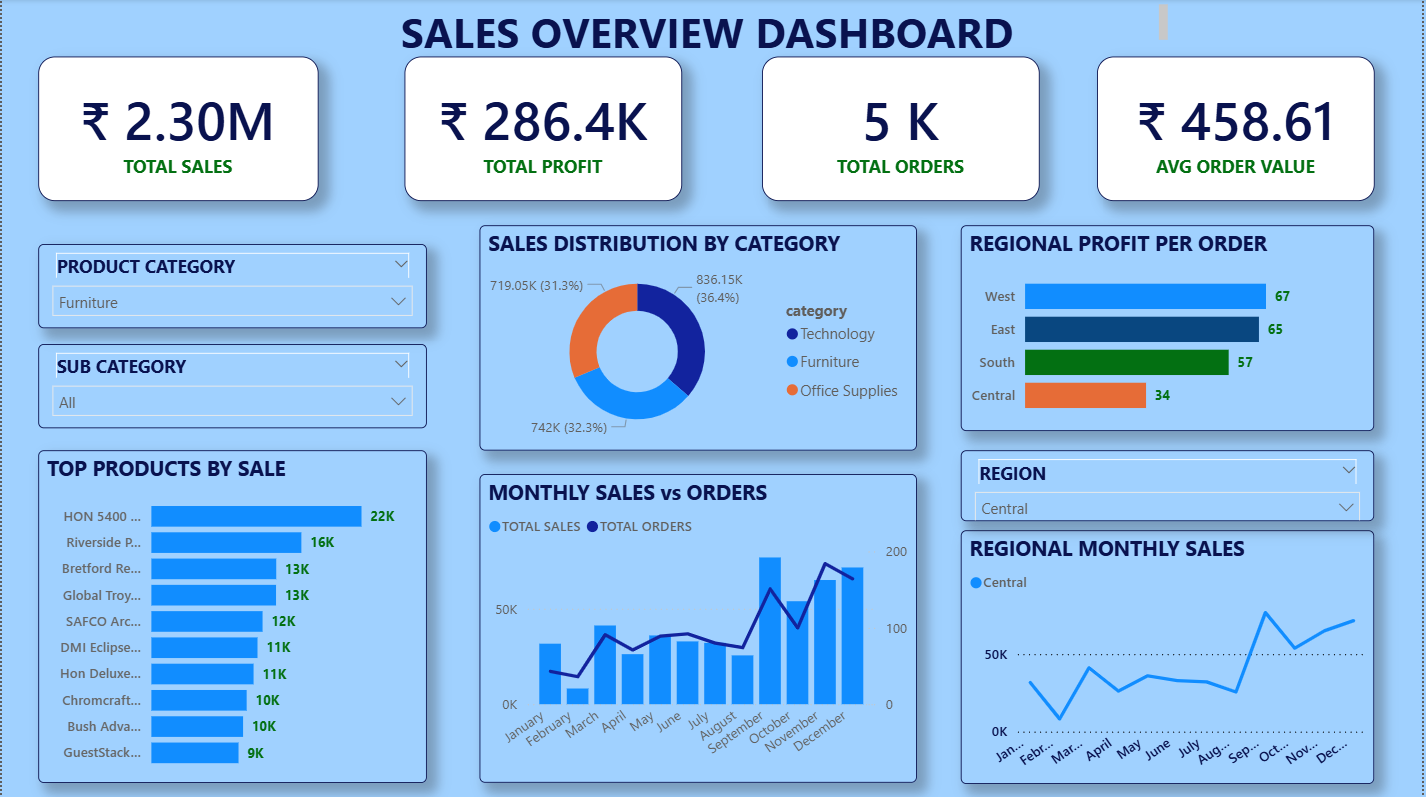 SALES OVERVIEW DASHBOARD
₹ 2.30M
TOTAL SALES
₹ 286.4K
TOTAL PROFIT
5 K
TOTAL ORDERS
₹ 458.61
AVG ORDER VALUE
PRODUCT CATEGORY
Furniture
SUB CATEGORY
All
TOP PRODUCTS BY SALE
HON 5400 ... 22K
Riverside P... 16K
Bretford Re... 13K
Global Troy... 13K
SAFCO Arc... 12K
DMI Eclipse... 11K
Hon Deluxe... 11K
Chromcraft... 10K
Bush Adva... 10K
GuestStack... 9K
SALES DISTRIBUTION BY CATEGORY
719.05K (31.3%)
836.15K
(36.4%)
742K (32.3%)
category
Technology
Furniture
Office Supplies
MONTHLY SALES vs ORDERS
TOTAL SALES TOTAL ORDERS
200
50K
100
0K
0
January
February
March
April
May
June
July
August
September
October
November
December
REGIONAL PROFIT PER ORDER
West 67
East 65
South 57
Central 34
REGION
Central
REGIONAL MONTHLY SALES
Central
50K
0K
Jan...
Febr...
Mar...
April
May
June
July
Aug...
Sep...
Oct...
Nov...
Dec...